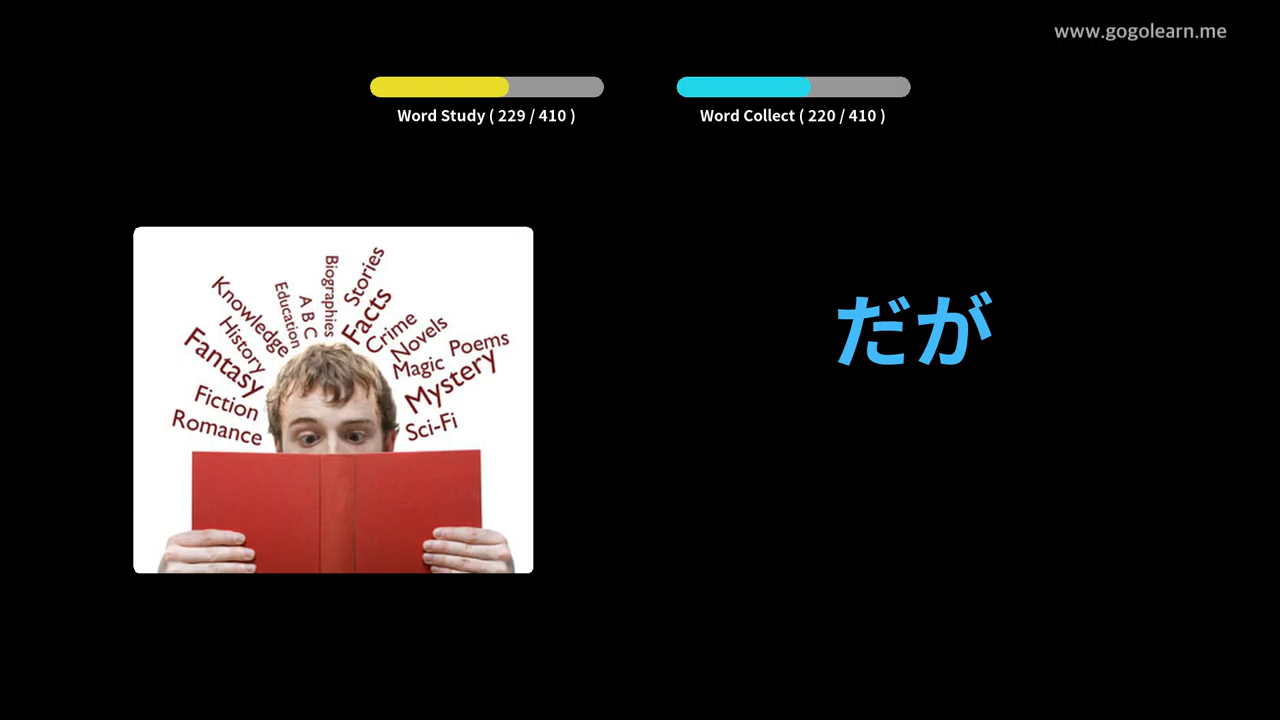 www.gogolearn.me
Word Study ( 229 / 410 )
Word Collect ( 220 / 410 )
Knowledge
History
Fantasy
Fiction
Romance
Education
A B C
Biographies
Stories
Facts
Crime
Novels
Magic
Poems
Mystery
Sci-Fi
だが